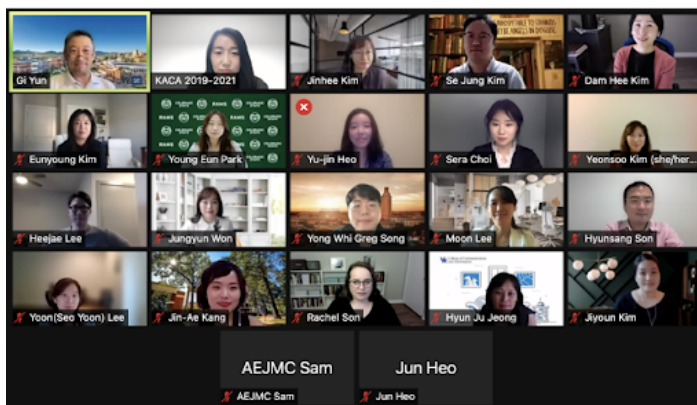 Gi Yun
KACA 2019-2021
Jinhee Kim
Se Jung Kim
Dam Hee Kim
Eunyoung Kim
Young Eun Park
Yu-jin Heo
Sera Choi
Yeonsoo Kim (she/her...
Heejae Lee
Jungyun Won
Yong Whi Greg Song
Moon Lee
Hyunsang Son
Yoon(Seo Yoon) Lee
Jin-Ae Kang
Rachel Son
Hyun Ju Jeong
Jiyoun Kim
RAMS
AEJMC Sam
Jun Heo
AEJMC Sam
Jun Heo